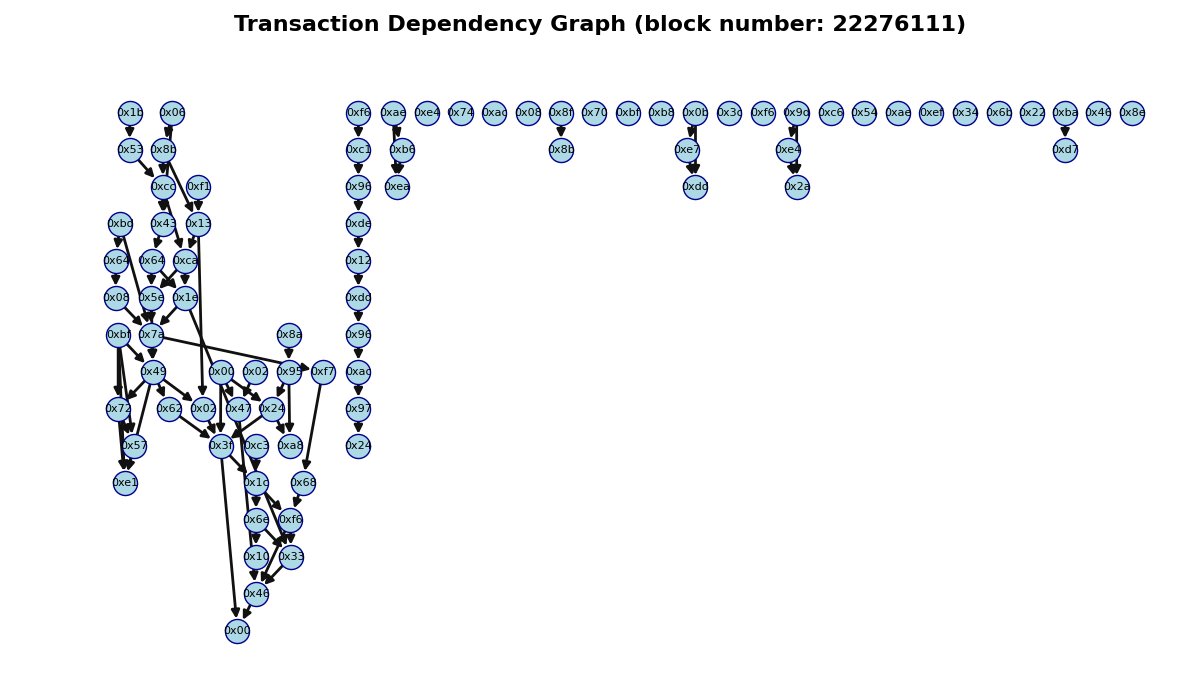 Transaction Dependency Graph (block number: 22276111)
0x1b 0x06 0xf6 0xae 0xe4 0x74 0xac 0x08 0x8f 0x70 0xbf 0xb8 0x0b 0x3c 0xf6 0x9d 0xc6 0x54 0xae 0xef 0x34 0x6b 0x22 0xba 0x46 0x8e
0x53 0x8b 0xc1 0xb6 0x8b 0xe7 0xe4 0xd7
0xcc 0xf1 0x96 0xea 0xdd 0x2a
0xbd 0x43 0x13 0xde
0x64 0x64 0xca 0x12
0x08 0x5e 0x1e 0xdd
0xbf 0x7a 0x8a 0x96
0x49 0x00 0x02 0x95 0xf7 0xac
0x72 0x62 0x02 0x47 0x24 0x97
0x57 0x3f 0xc3 0xa8 0x24
0xe1 0x1c 0x68
0x6e 0xf6
0x10 0x33
0x46
0x00